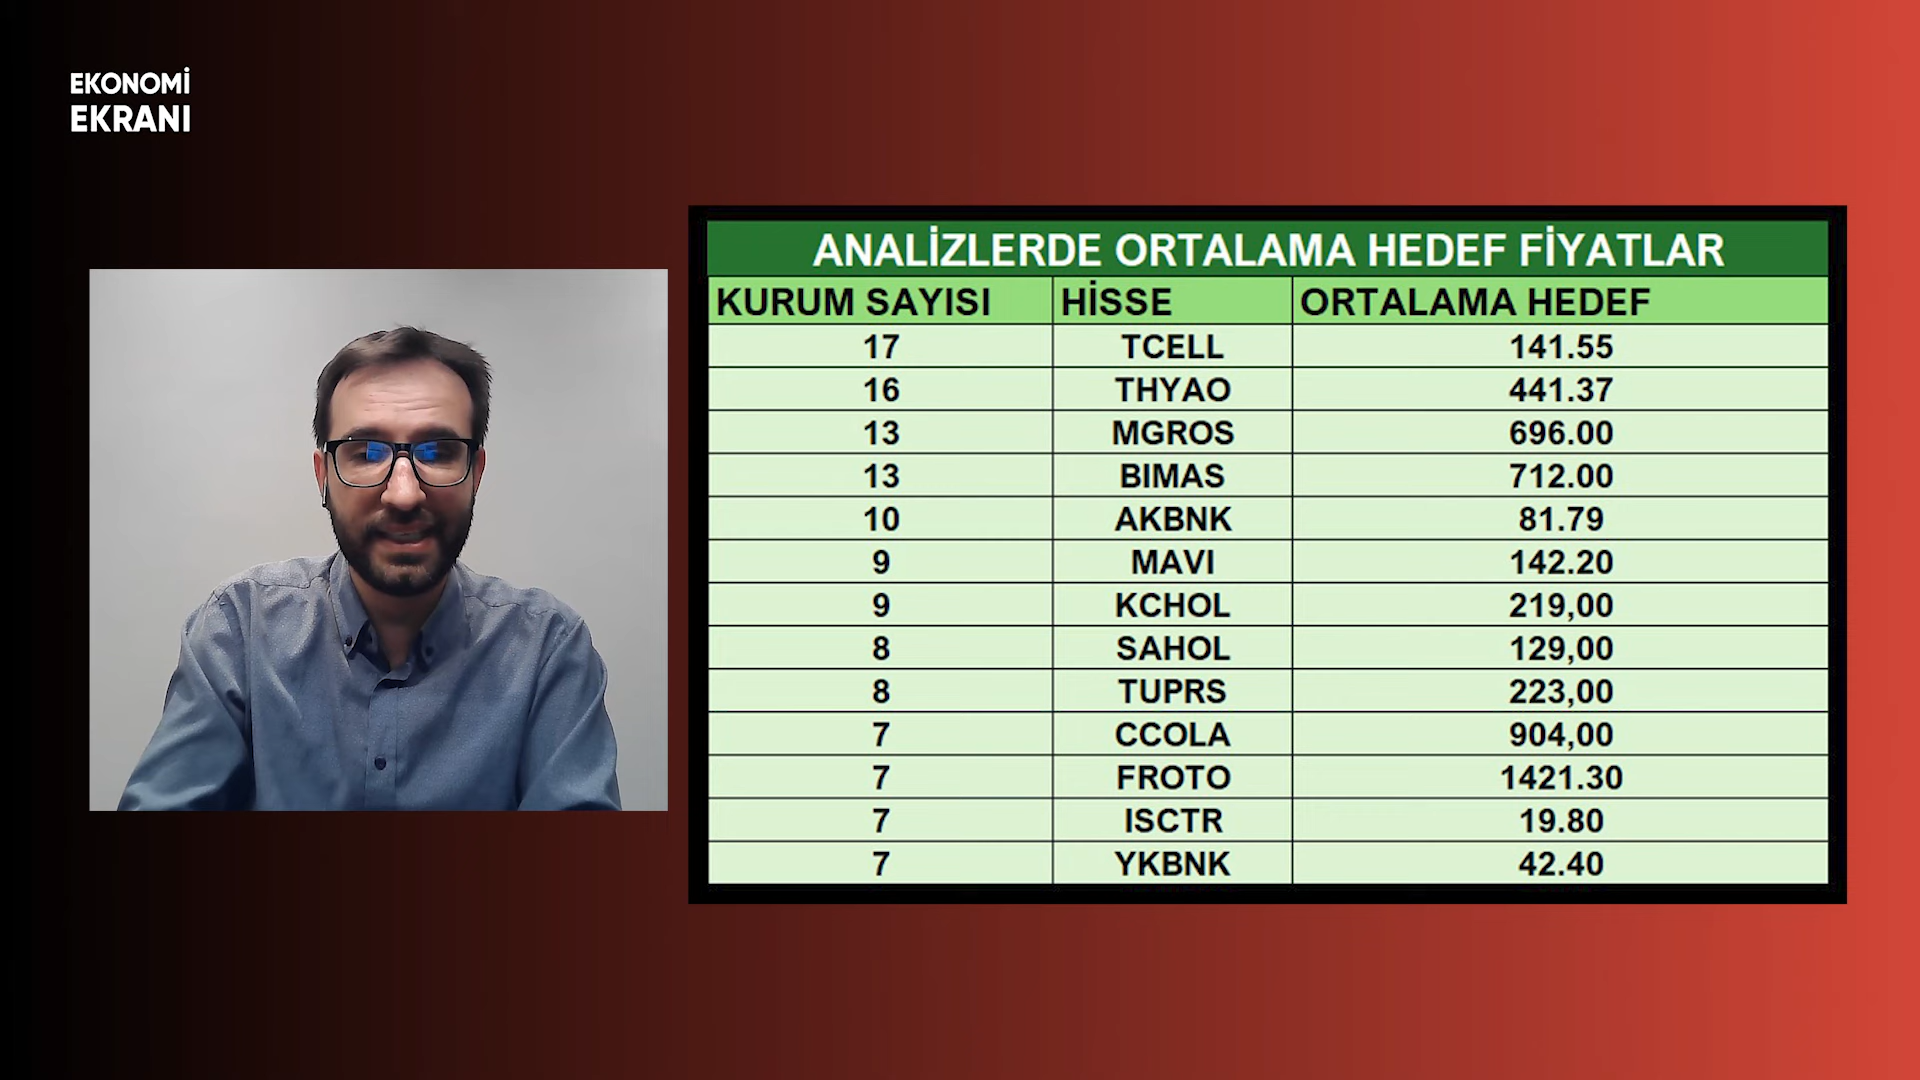 EKONOMİ
EKRANI
ANALİZLERDE ORTALAMA HEDEF FİYATLAR
KURUM SAYISI HİSSE ORTALAMA HEDEF
17 TCELL 141.55
16 THYAO 441.37
13 MGROS 696.00
13 BIMAS 712.00
10 AKBNK 81.79
9 MAVI 142.20
9 KCHOL 219,00
8 SAHOL 129,00
8 TUPRS 223,00
7 CCOLA 904,00
7 FROTO 1421.30
7 ISCTR 19.80
7 YKBNK 42.40